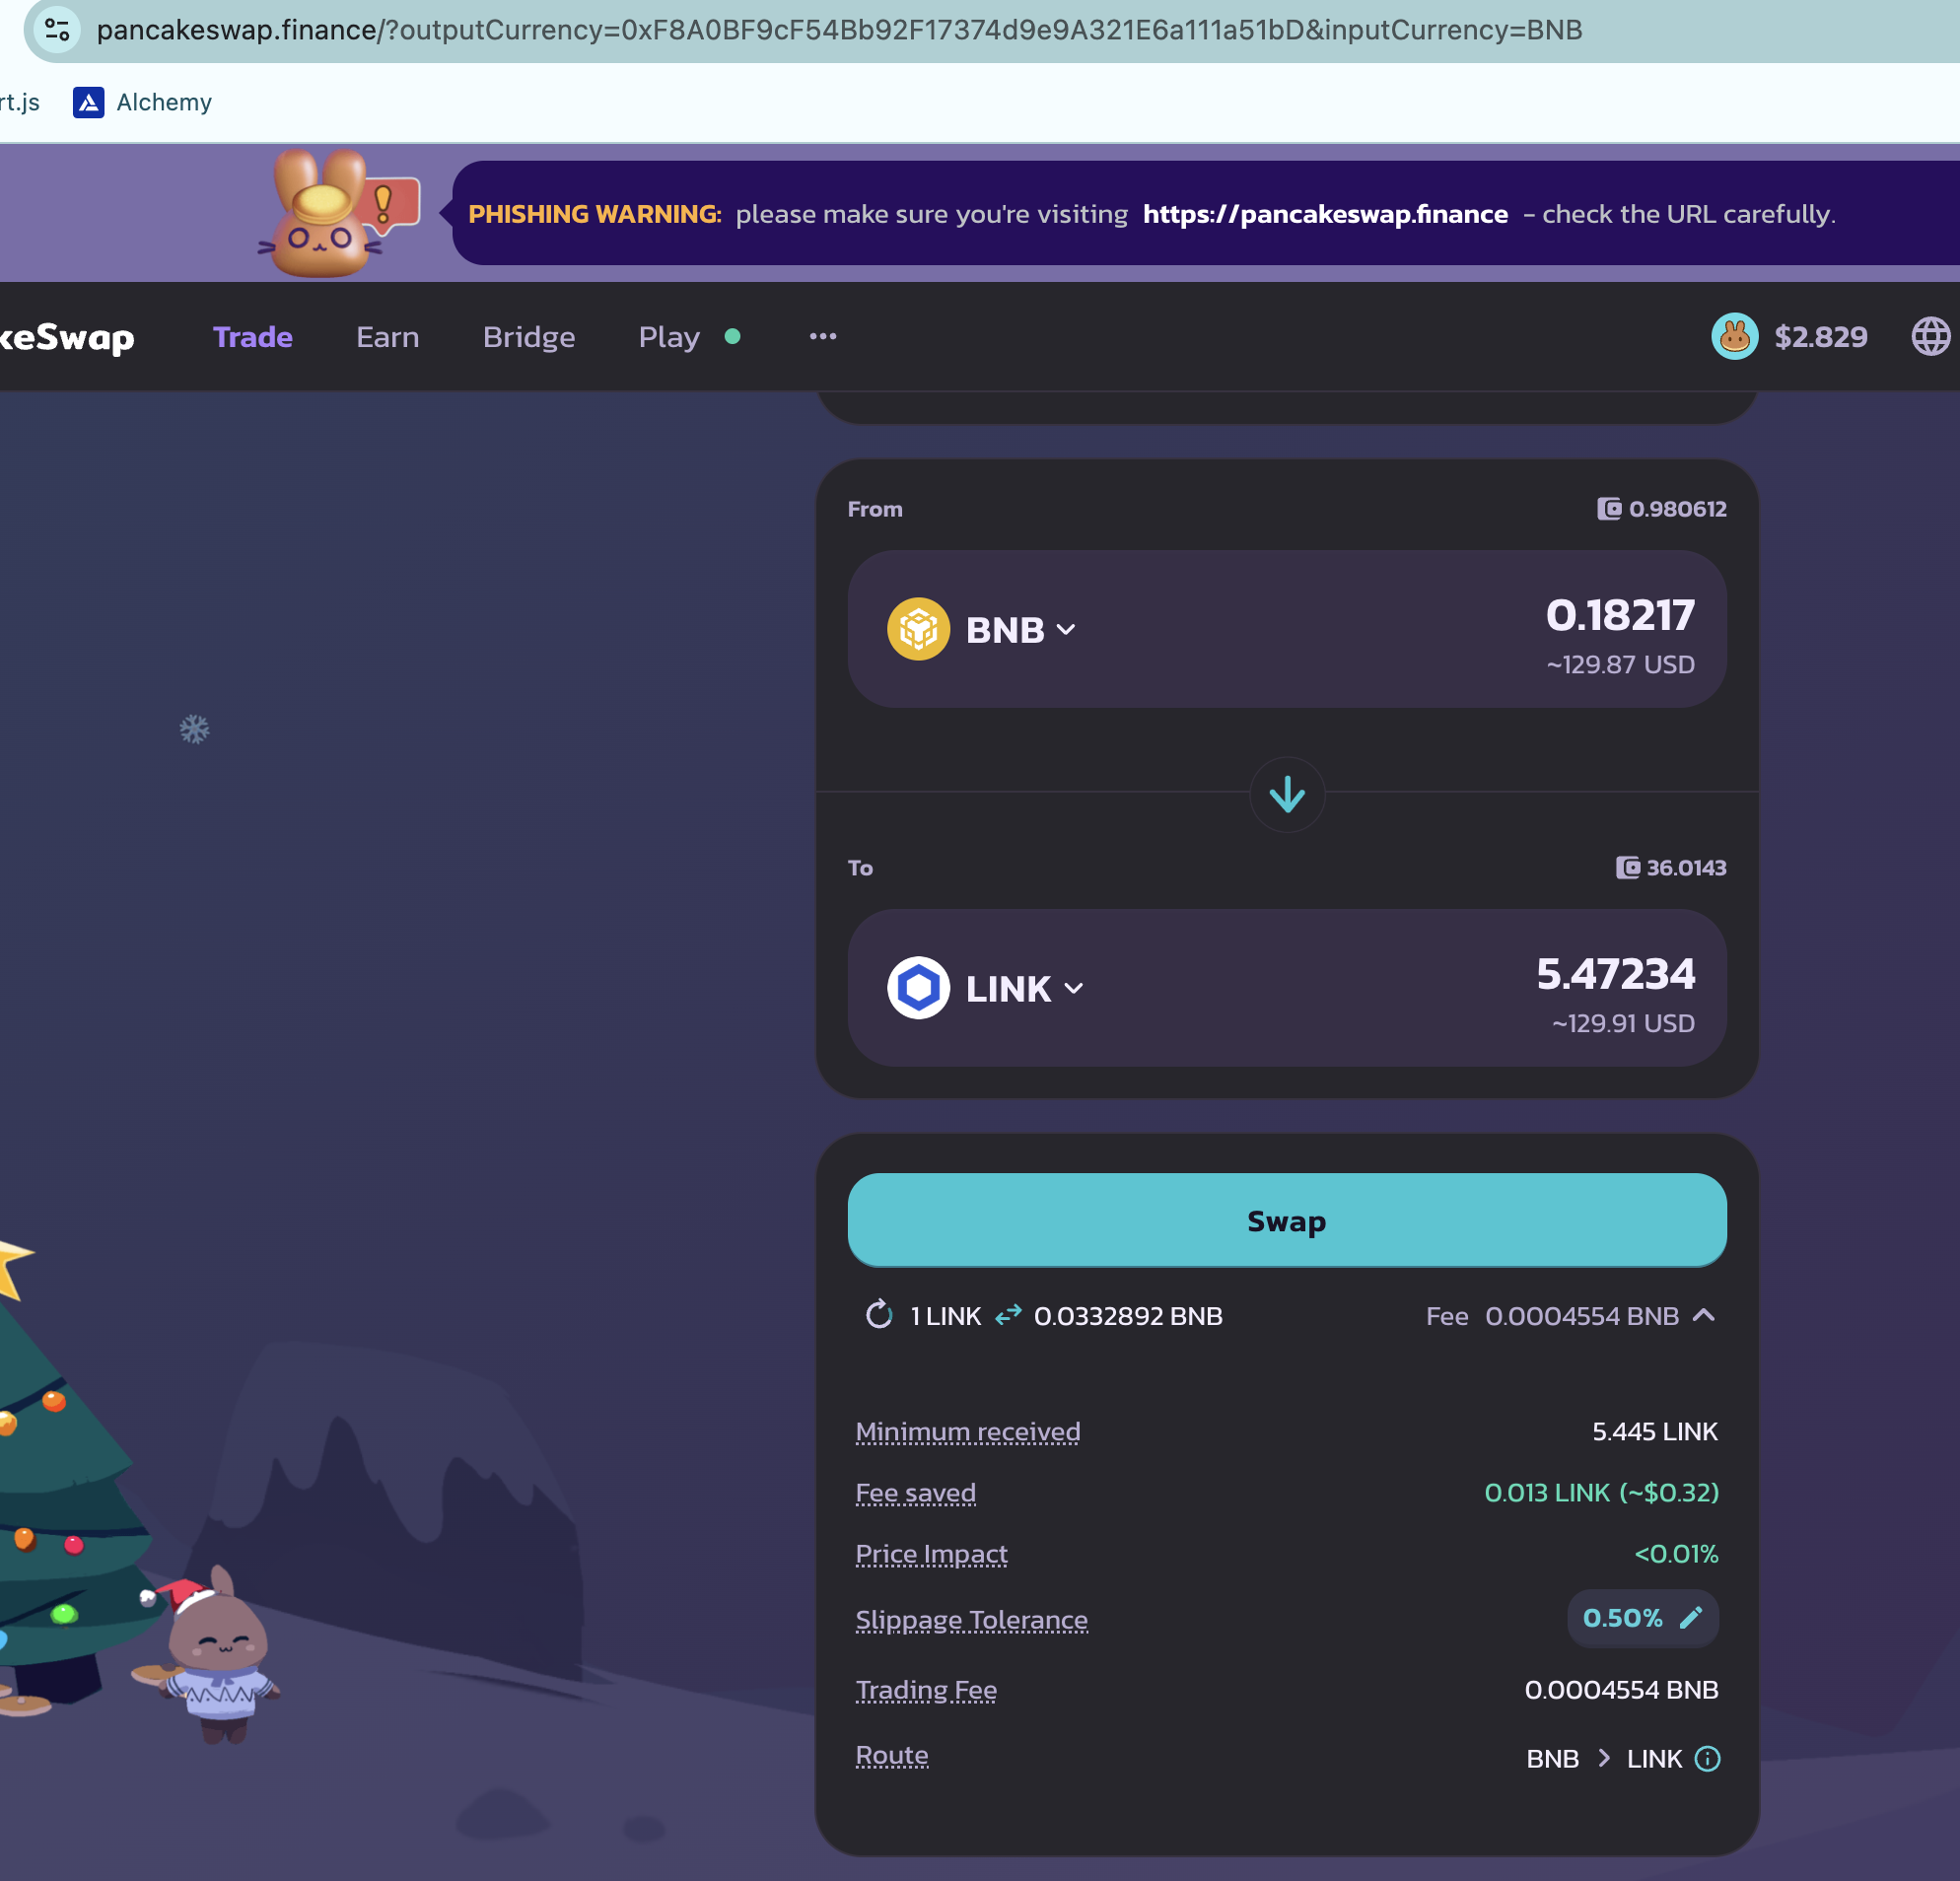 pancakeswap.finance/?outputCurrency=0xF8A0BF9cF54Bb92F17374d9e9A321E6a111a51bD&inputCurrency=BNB
rt.js Alchemy
PHISHING WARNING: please make sure you're visiting https://pancakeswap.finance - check the URL carefully.
keSwap Trade Earn Bridge Play $2.829
From 0.980612
BNB 0.18217
~129.87 USD
To 36.0143
LINK 5.47234
~129.91 USD
Swap
1 LINK 0.0332892 BNB Fee 0.0004554 BNB
Minimum received 5.445 LINK
Fee saved 0.013 LINK (~$0.32)
Price Impact <0.01%
Slippage Tolerance 0.50%
Trading Fee 0.0004554 BNB
Route BNB > LINK